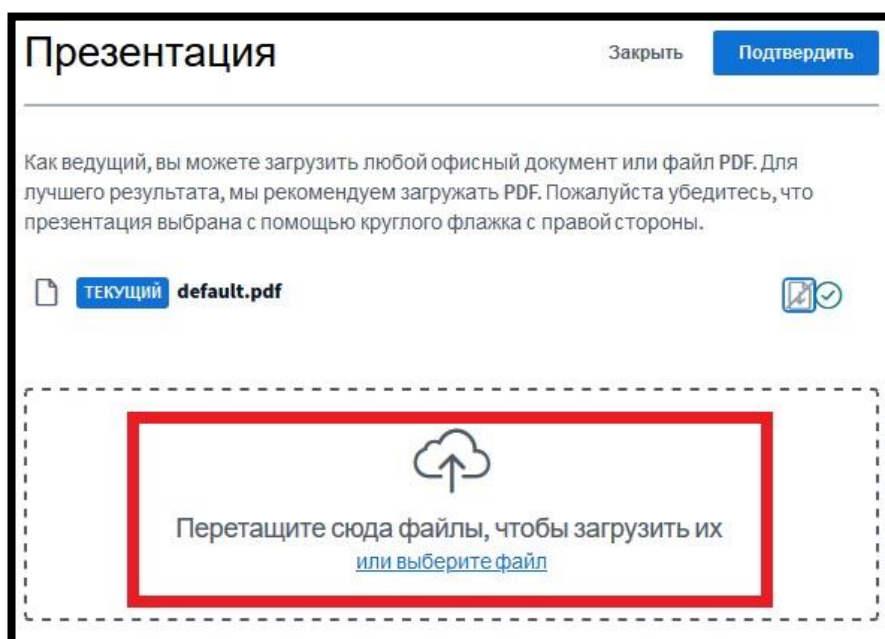 Презентация
Закрыть
Подтвердить
Как ведущий, вы можете загрузить любой офисный документ или файл PDF. Для
лучшего результата, мы рекомендуем загружать PDF. Пожалуйста убедитесь, что
презентация выбрана с помощью круглого флажка с правой стороны.
ТЕКУЩИЙ default.pdf
Перетащите сюда файлы, чтобы загрузить их
или выберите файл